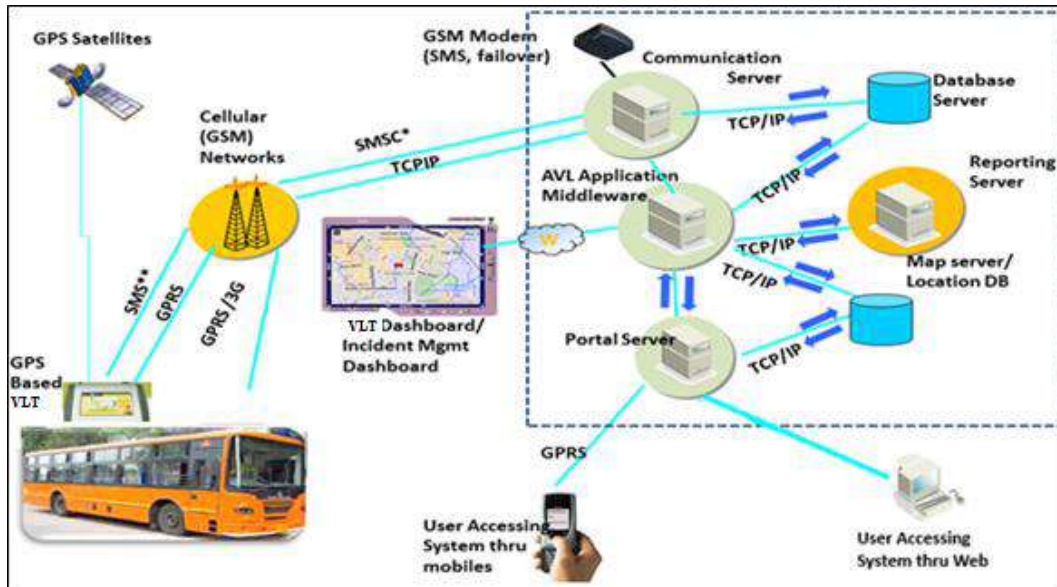 GPS Satellites
GSM Modem
(SMS, failover)
Communication
Server
Database
Server
TCP/IP
Cellular
(GSM)
Networks
SMSC*
TCPIP
AVL Application
Middleware
TCP/IP
Reporting
Server
W
TCP/IP
Map server/
Location DB
TCP/IP
SMS**
GPRS
GPRS/3G
VLT Dashboard/
Incident Mgmt
Dashboard
Portal Server
TCP/IP
GPS
Based
VLT
GPRS
User Accessing
System thru
mobiles
User Accessing
System thru Web